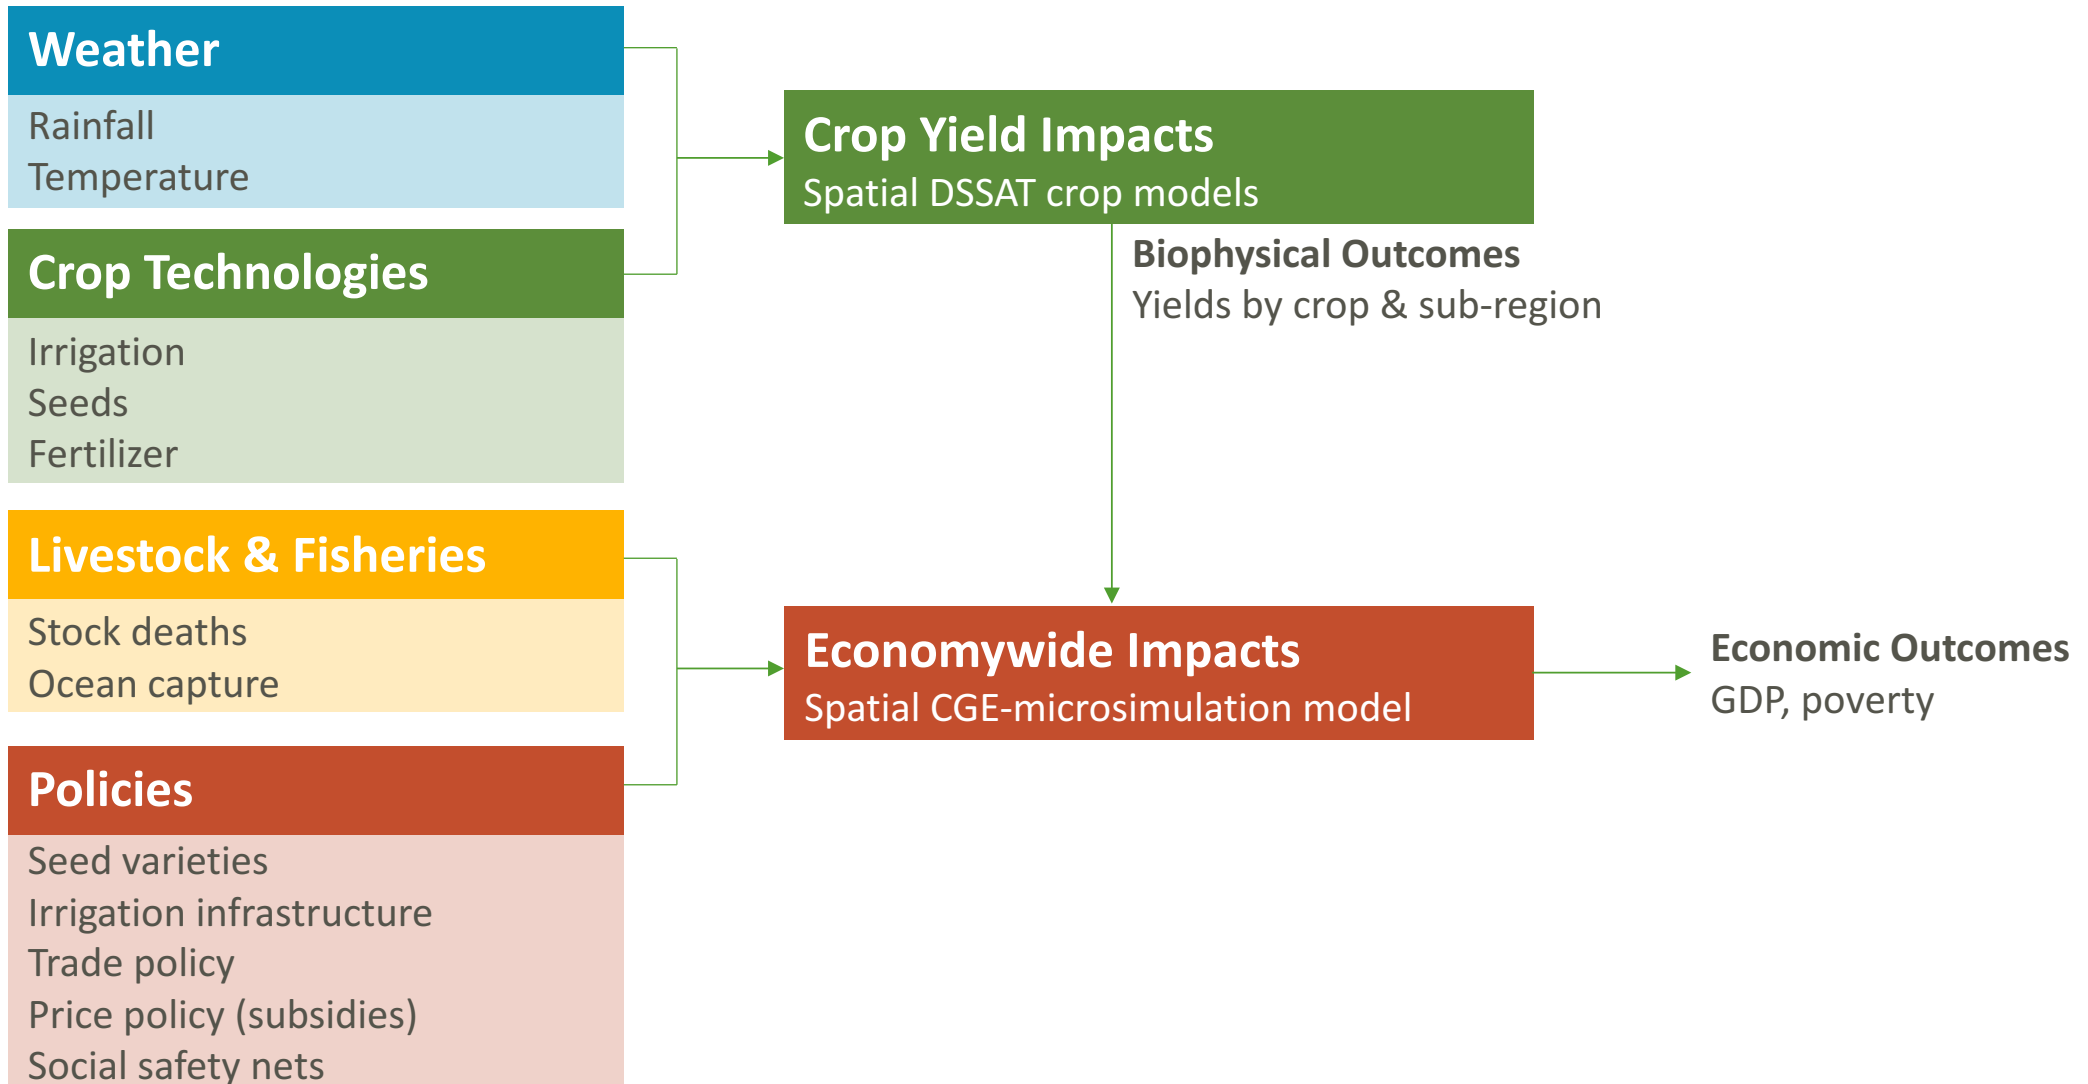 Weather
Rainfall
Temperature
Crop Technologies
Irrigation
Seeds
Fertilizer
Livestock & Fisheries
Stock deaths
Ocean capture
Policies
Seed varieties
Irrigation infrastructure
Trade policy
Price policy (subsidies)
Social safety nets
Crop Yield Impacts
Spatial DSSAT crop models
Biophysical Outcomes
Yields by crop & sub-region
Economywide Impacts
Spatial CGE-microsimulation model
Economic Outcomes
GDP, poverty